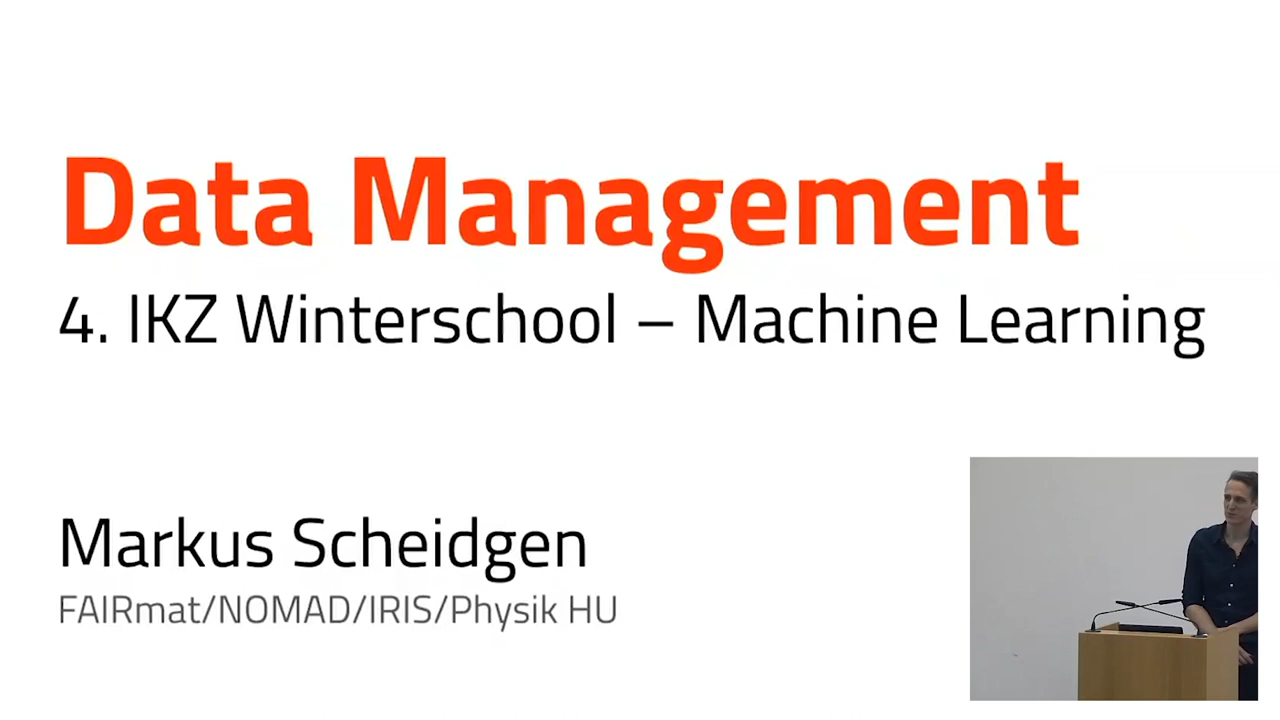 Data Management
4. IKZ Winterschool – Machine Learning
Markus Scheidgen
FAIRmat/NOMAD/IRIS/Physik HU